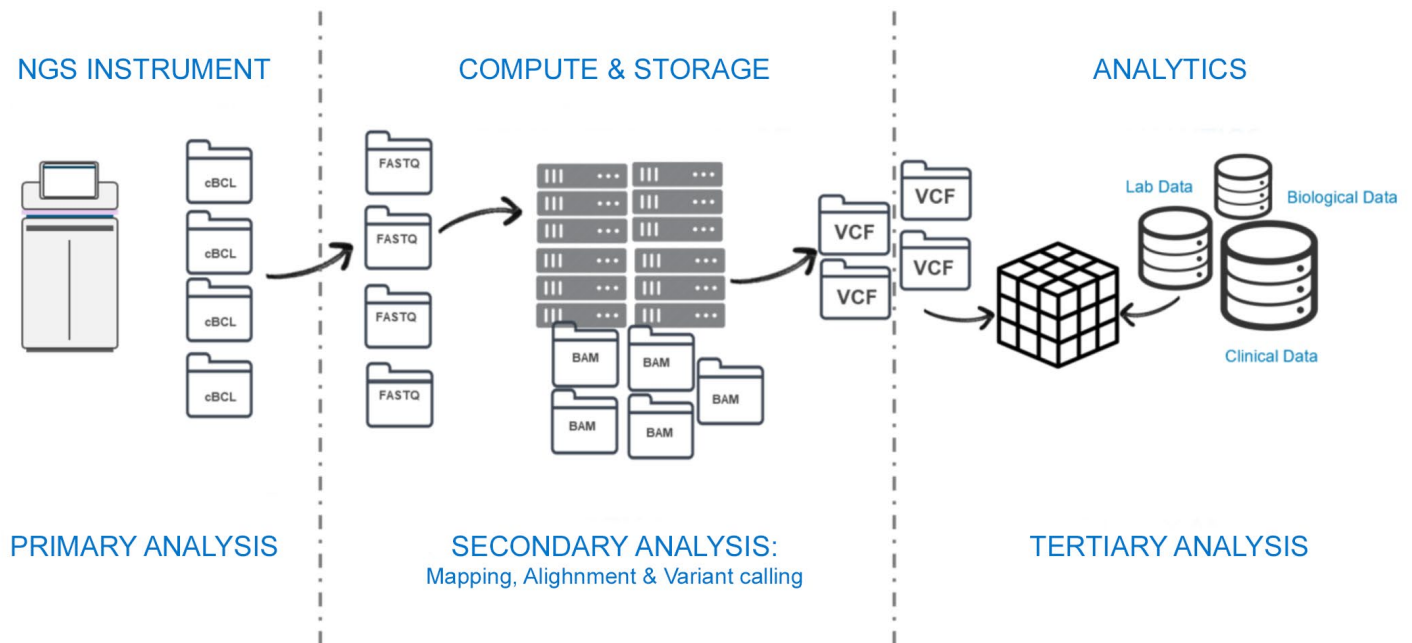 NGS INSTRUMENT
COMPUTE & STORAGE
ANALYTICS
cBCL
cBCL
cBCL
cBCL
FASTQ
FASTQ
FASTQ
FASTQ
BAM
BAM
BAM
BAM
BAM
VCF
VCF
VCF
VCF
Lab Data
Biological Data
Clinical Data
PRIMARY ANALYSIS
SECONDARY ANALYSIS:
Mapping, Alighnment & Variant calling
TERTIARY ANALYSIS